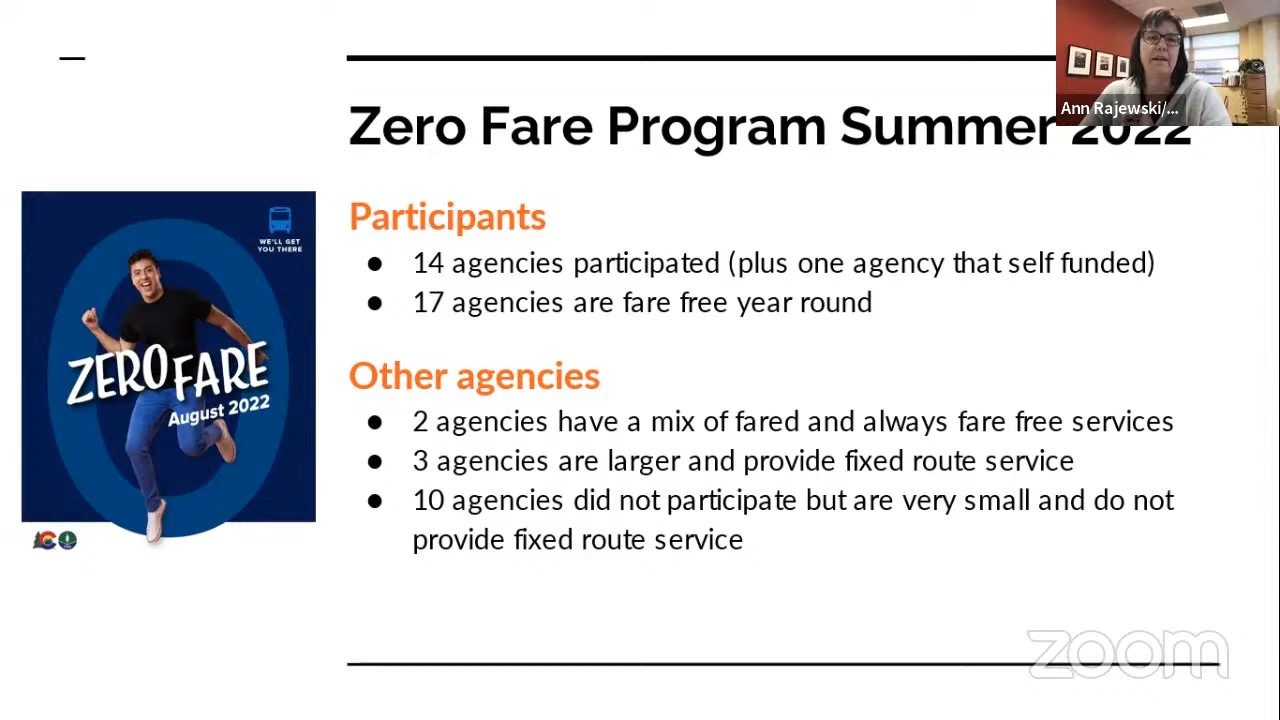 Zero Fare Program Summer 2022
Ann Rajewski/...
WE'LL GET
YOU THERE
ZERO FARE
August 2022
Participants
● 14 agencies participated (plus one agency that self funded)
● 17 agencies are fare free year round
Other agencies
● 2 agencies have a mix of fared and always fare free services
● 3 agencies are larger and provide fixed route service
● 10 agencies did not participate but are very small and do not
provide fixed route service
zoom